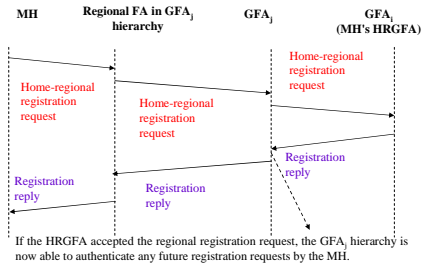 MH
Regional FA in GFAj
hierarchy
GFAj
GFAi
(MH's HRGFA)
Home-regional
registration
request
Home-regional
registration
request
Home-regional
registration
request
Registration
reply
Registration
reply
Registration
reply
If the HRGFA accepted the regional registration request, the GFAj hierarchy is
now able to authenticate any future registration requests by the MH.